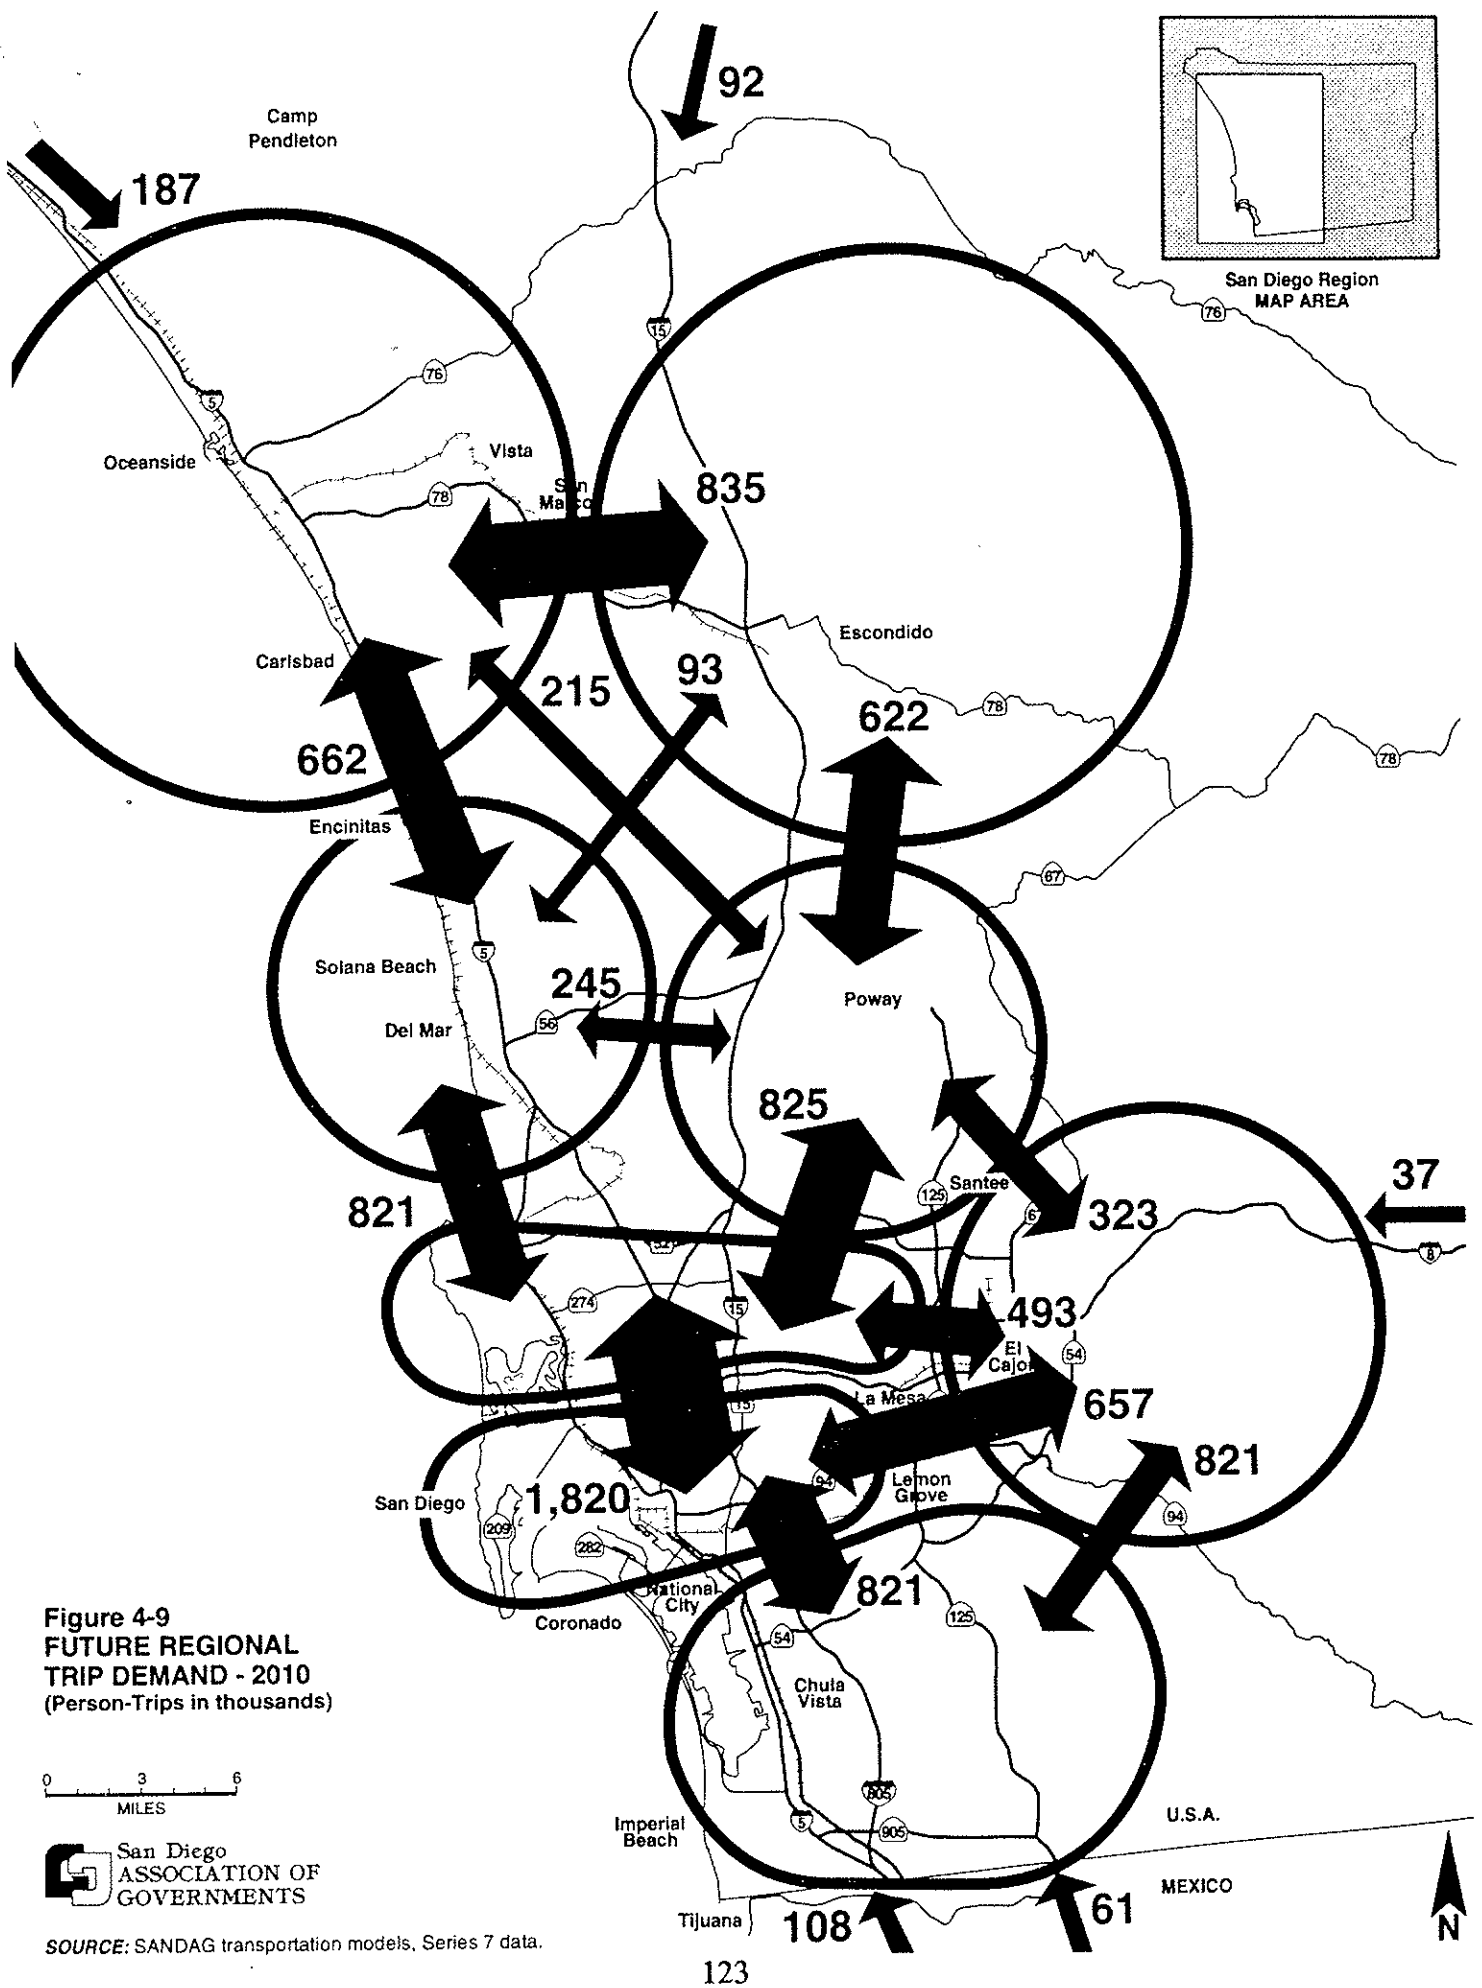 92
Camp
Pendleton
187
San Diego Region
MAP AREA
76
15
76
5
Oceanside
Vista
78
San
Marcos
835
Escondido
Carlsbad
93
215
78
622
662
78
Encinitas
67
5
Solana Beach
245
Poway
Del Mar
56
825
37
Santee
125
821
67
323
8
52
274
15
493
El
Cajon
54
La Mesa
657
15
821
94
Lemon
Grove
San Diego
1,820
209
94
282
National
City
821
Figure 4-9
FUTURE REGIONAL
TRIP DEMAND - 2010
(Person-Trips in thousands)
Coronado
125
54
Chula
Vista
0 3 6
MILES
805
Imperial
Beach
5
905
U.S.A.
San Diego
ASSOCIATION OF
GOVERNMENTS
MEXICO
Tijuana
108
61
N
SOURCE: SANDAG transportation models, Series 7 data.
123